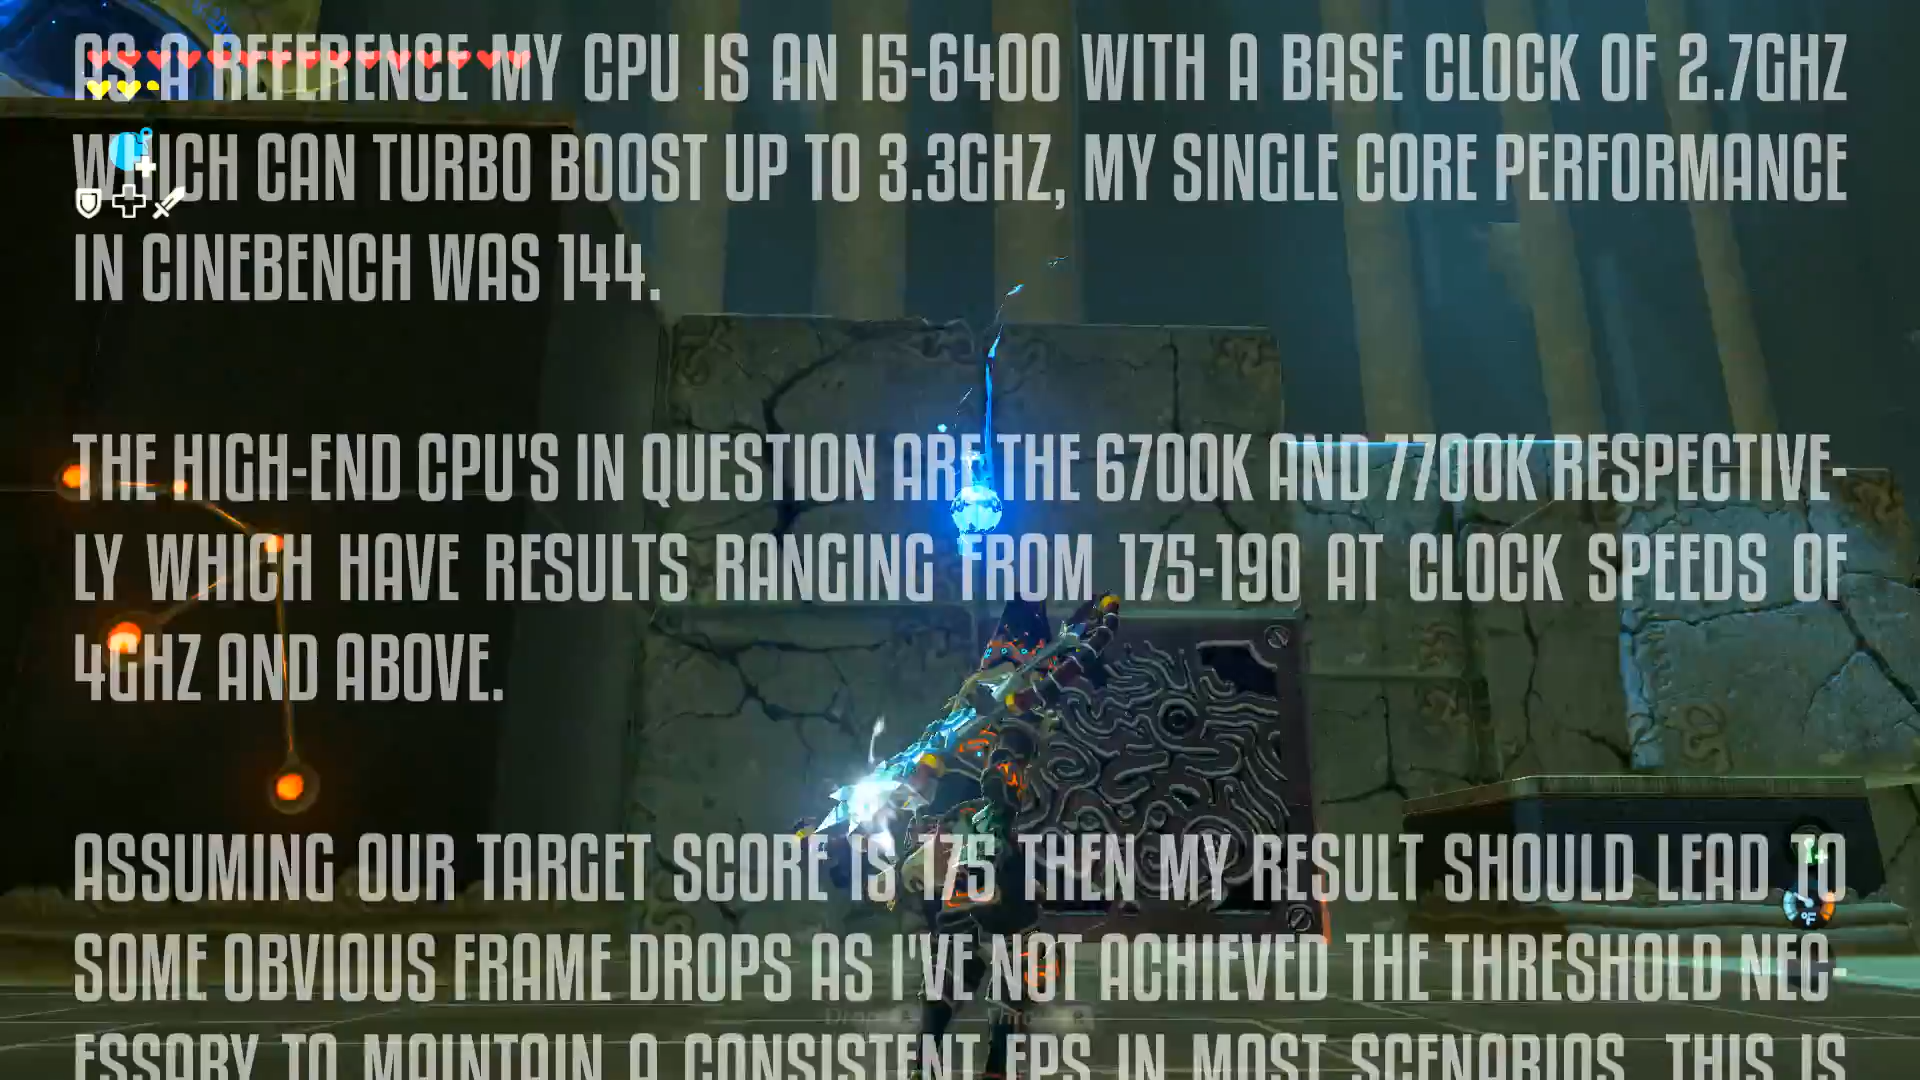 AS A REFERENCE MY CPU IS AN I5-6400 WITH A BASE CLOCK OF 2.7GHZ
WHICH CAN TURBO BOOST UP TO 3.3GHZ, MY SINGLE CORE PERFORMANCE
IN CINEBENCH WAS 144.
THE HIGH-END CPU'S IN QUESTION ARE THE 6700K AND 7700K RESPECTIVE-
LY WHICH HAVE RESULTS RANGING FROM 175-190 AT CLOCK SPEEDS OF
4GHZ AND ABOVE.
ASSUMING OUR TARGET SCORE IS 175 THEN MY RESULT SHOULD LEAD TO
SOME OBVIOUS FRAME DROPS AS I'VE NOT ACHIEVED THE THRESHOLD NEC-
ESSARY TO MAINTAIN A CONSISTENT FPS IN MOST SCENARIOS. THIS IS